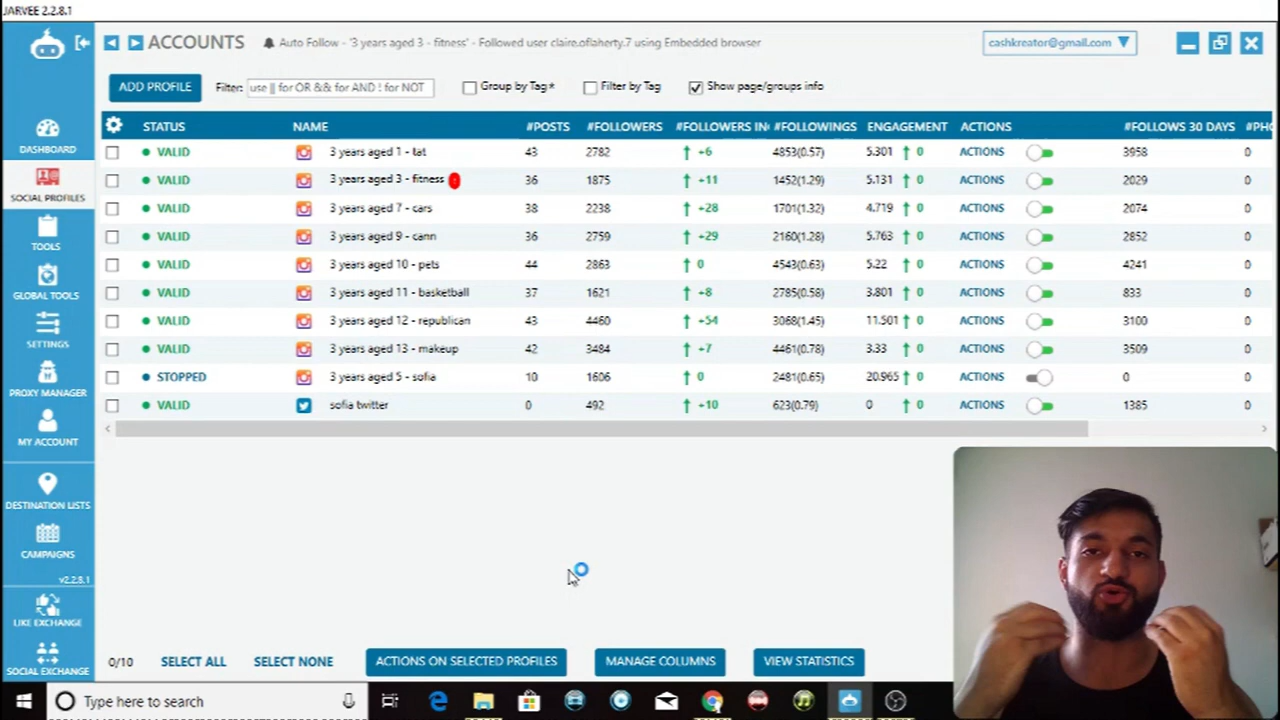 JARVEE 2.2.8.1
ACCOUNTS Auto Follow - '3 years aged 3 - fitness' - Followed user claire.oflaherty.7 using Embedded browser cashkreator@gmail.com
ADD PROFILE Filter: use || for OR && for AND ! for NOT Group by Tag* Filter by Tag Show page/groups info
STATUS NAME #POSTS #FOLLOWERS #FOLLOWERS IN #FOLLOWINGS ENGAGEMENT ACTIONS #FOLLOWS 30 DAYS #PH
VALID 3 years aged 1 - tat 43 2782 +6 4853(0.57) 5.301 0 ACTIONS 3958 0
VALID 3 years aged 3 - fitness 36 1875 +11 1452(1.29) 5.131 0 ACTIONS 2029 0
VALID 3 years aged 7 - cars 38 2238 +28 1701(1.32) 4.719 0 ACTIONS 2074 0
VALID 3 years aged 9 - cann 36 2759 +29 2160(1.28) 5.763 0 ACTIONS 2852 0
VALID 3 years aged 10 - pets 44 2863 0 4543(0.63) 5.22 0 ACTIONS 4241 0
VALID 3 years aged 11 - basketball 37 1621 +8 2785(0.58) 3.801 0 ACTIONS 833 0
VALID 3 years aged 12 - republican 43 4460 +54 3068(1.45) 11.501 0 ACTIONS 3100 0
VALID 3 years aged 13 - makeup 42 3484 +7 4461(0.78) 3.33 0 ACTIONS 3509 0
STOPPED 3 years aged 5 - sofia 10 1606 0 2481(0.65) 20.965 0 ACTIONS 0 0
VALID sofia twitter 0 492 +10 623(0.79) 0 0 ACTIONS 1385 0
DASHBOARD
SOCIAL PROFILES
TOOLS
GLOBAL TOOLS
SETTINGS
PROXY MANAGER
MY ACCOUNT
DESTINATION LISTS
CAMPAIGNS
v2.2.8.1
LIKE EXCHANGE
SOCIAL EXCHANGE
0/10 SELECT ALL SELECT NONE ACTIONS ON SELECTED PROFILES MANAGE COLUMNS VIEW STATISTICS
Type here to search